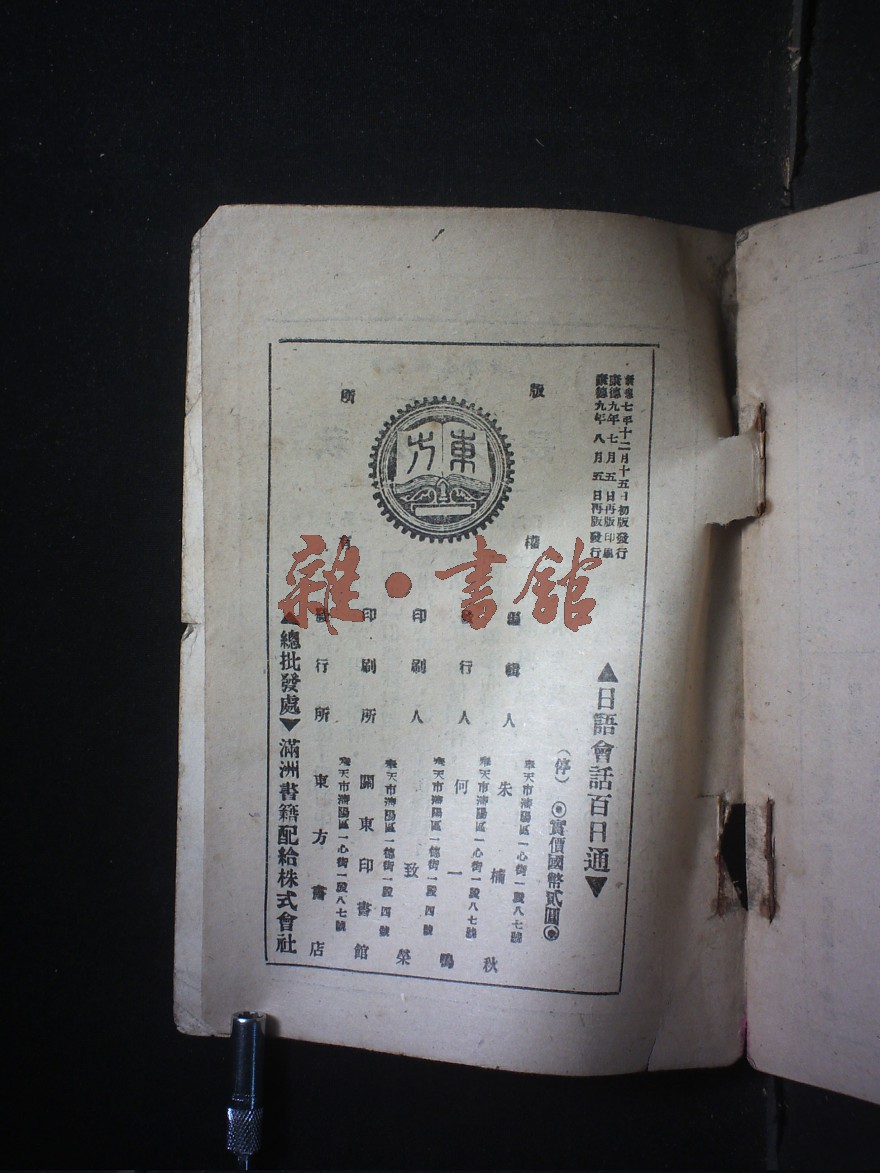 康德七年十二月十五日初版發行
康德九年七月五日再版印刷
康德九年八月五日再版發行
版權
所有
東方
▲日語會話百日通▼
(停) ◎實價國幣貳圓◎
奉天市瀋陽區一心街一段八七號
編輯人 朱楠秋
奉天市瀋陽區一心街一段八七號
發行人 何一鴨
奉天市瀋陽區一德街一段四號
印刷人 致榮
奉天市瀋陽區一德街一段四號
印刷所 關東印書館
奉天市瀋陽區一心街一段八七號
發行所 東方書店
▲總批發處▼ 滿洲書籍配給株式會社
雜·書館